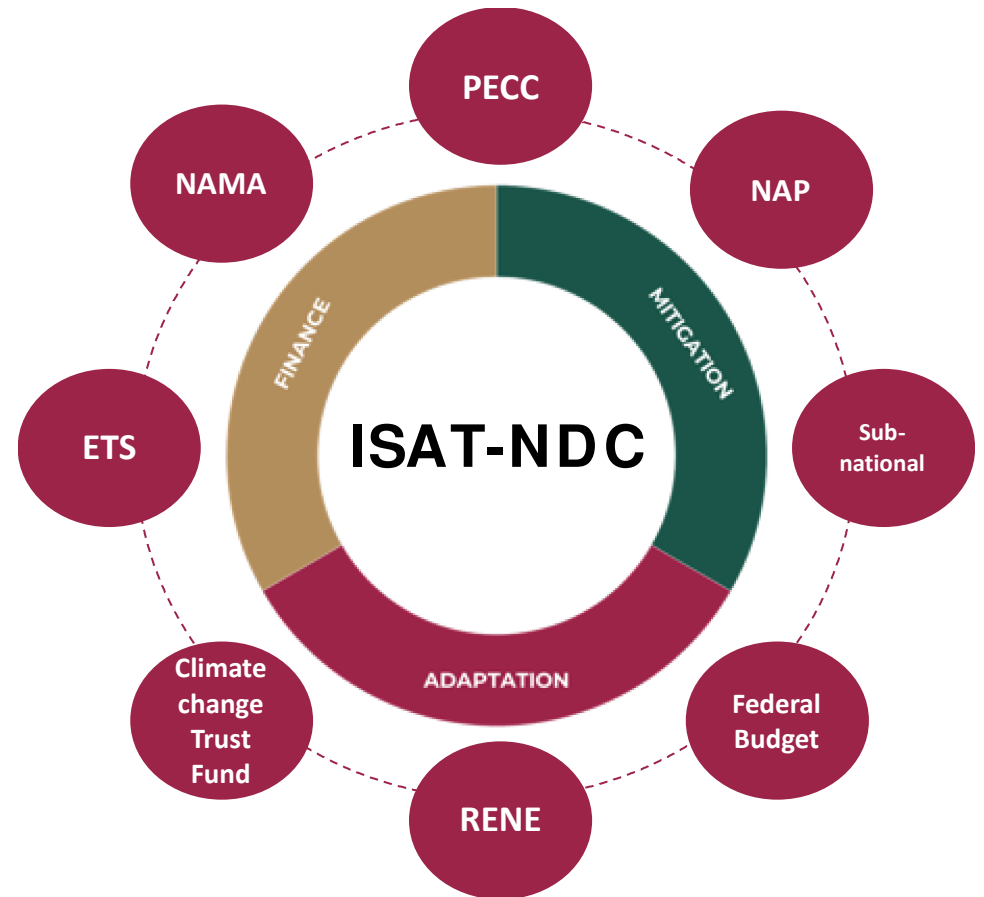 PECC
NAMA
NAP
FINANCE
MITIGATION
ISAT-NDC
ETS
Sub-
national
ADAPTATION
Climate
change
Trust
Fund
Federal
Budget
RENE